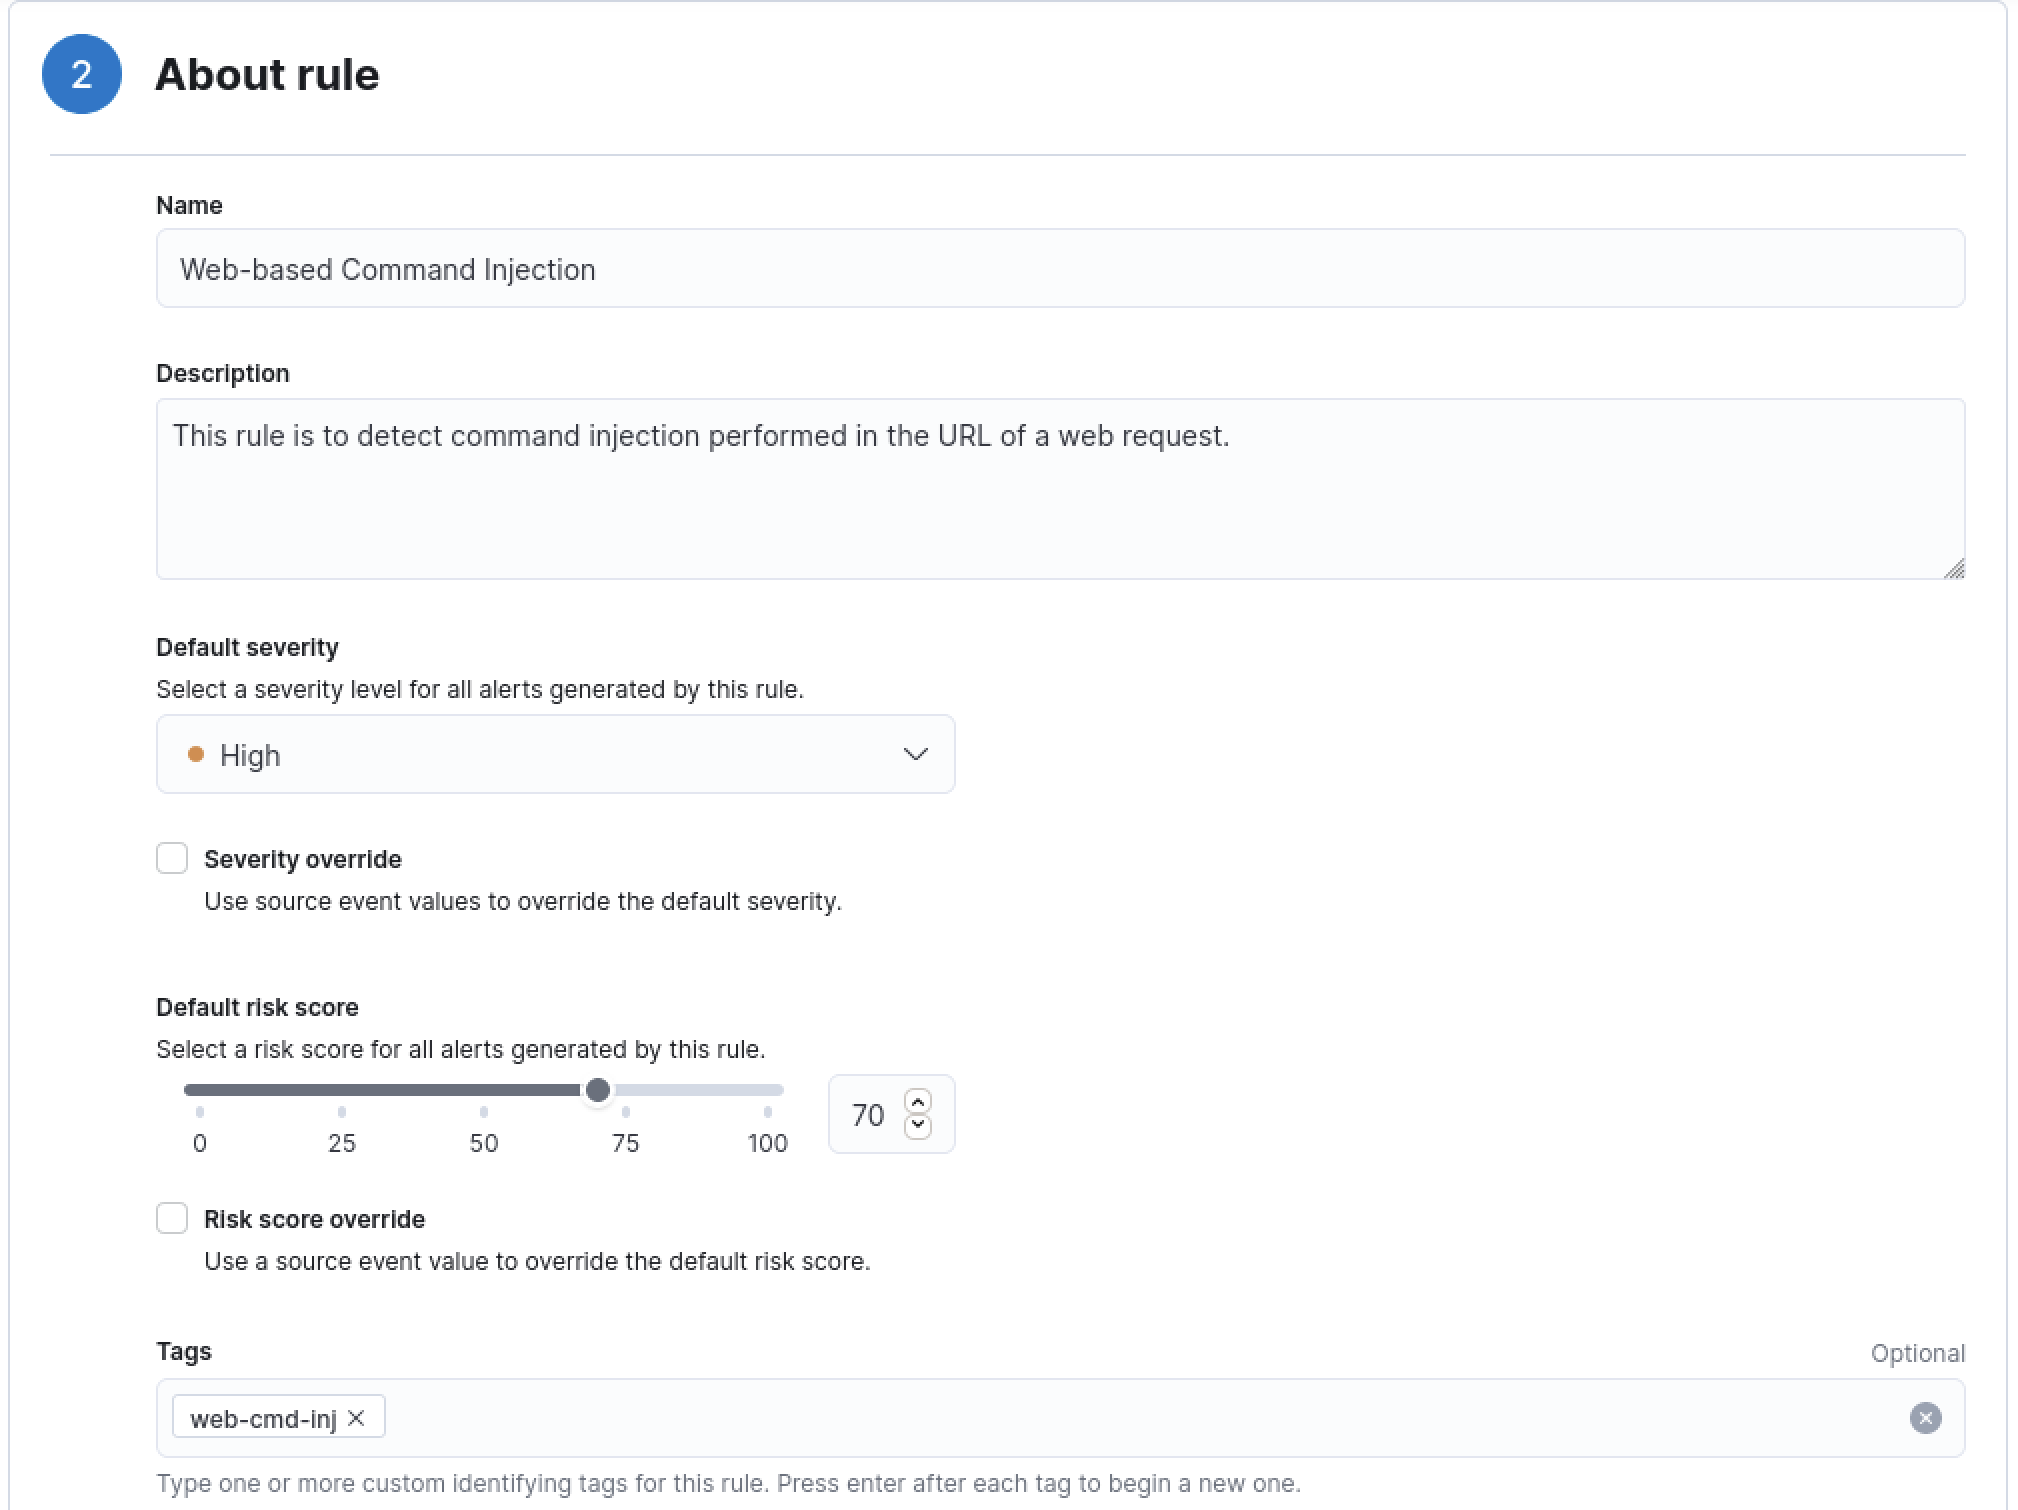 2
About rule
Name
Web-based Command Injection
Description
This rule is to detect command injection performed in the URL of a web request.
Default severity
Select a severity level for all alerts generated by this rule.
High
Severity override
Use source event values to override the default severity.
Default risk score
Select a risk score for all alerts generated by this rule.
70
0 25 50 75 100
Risk score override
Use a source event value to override the default risk score.
Tags Optional
web-cmd-inj
Type one or more custom identifying tags for this rule. Press enter after each tag to begin a new one.